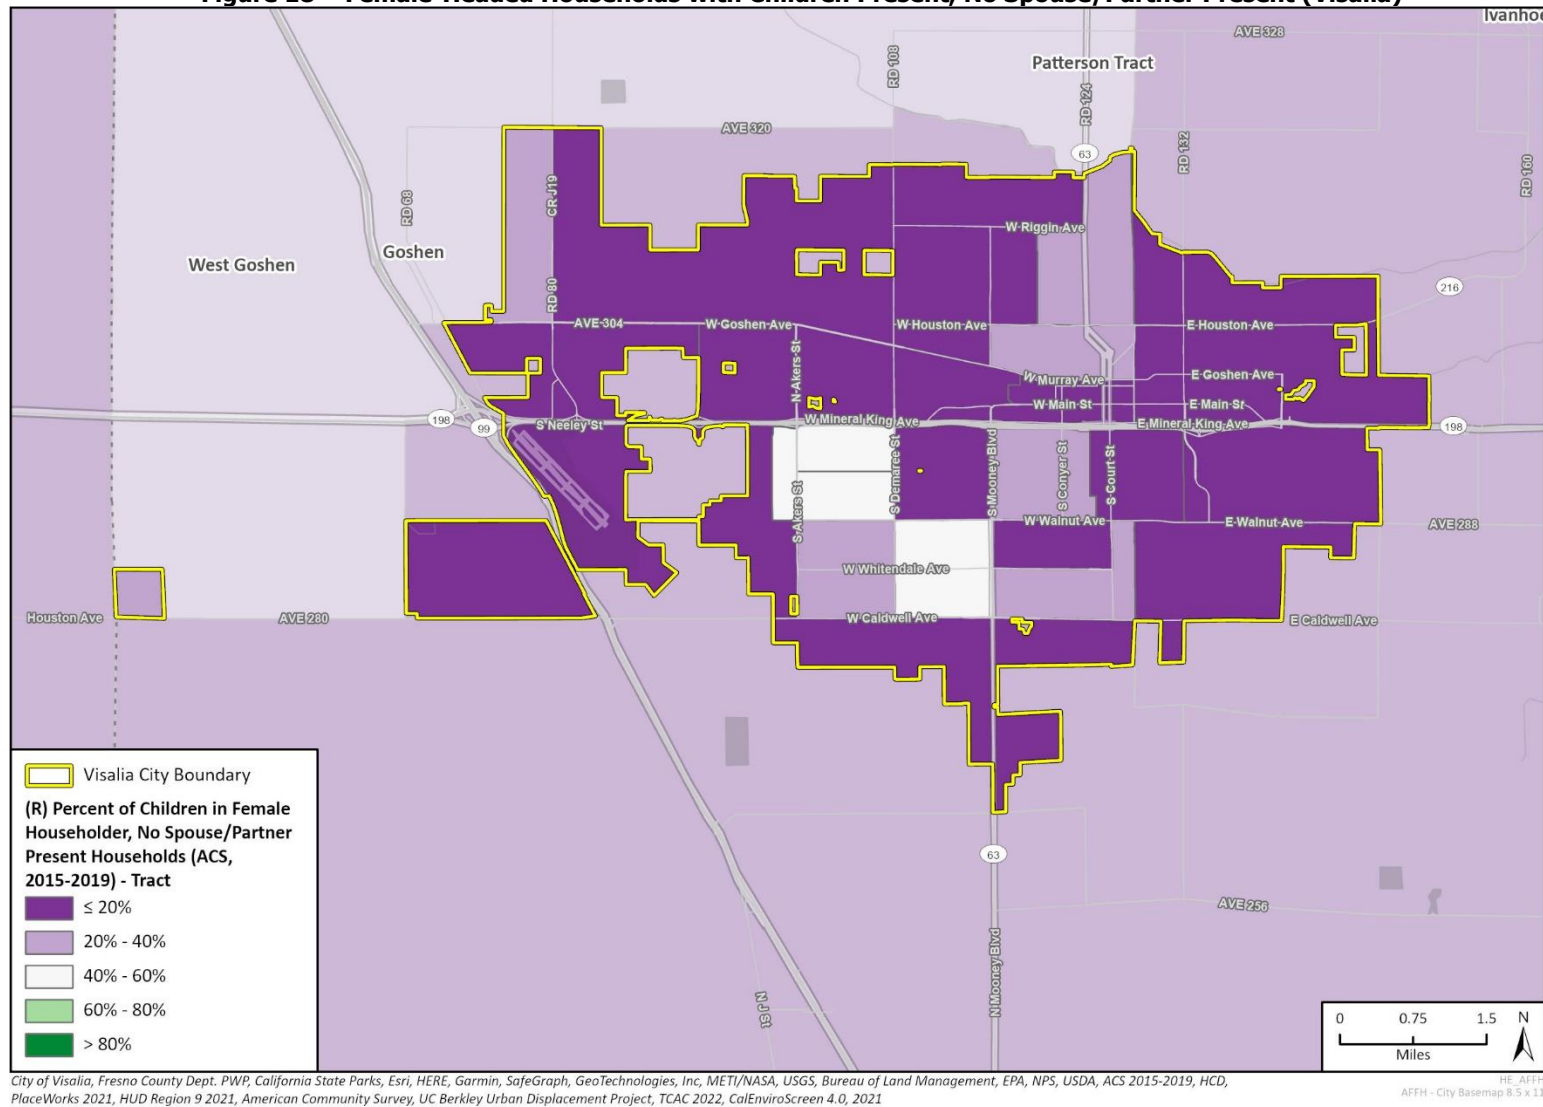 Figure 28 – Female-Headed Households with Children Present, No Spouse/Partner Present (Visalia)
Ivanhoe
AVE 328
Patterson Tract
RD 108
RD 124
AVE 320
63
RD 132
RD 160
RD 68
CR J19
W Riggin Ave
Goshen
West Goshen
216
RD 80
AVE 304
W Goshen Ave
W Houston Ave
E Houston Ave
N Akers St
W Murray Ave
E Goshen Ave
W Main St
E Main St
198
99
S Neeley St
W Mineral King Ave
E Mineral King Ave
198
S Akers St
S Demaree St
S Mooney Blvd
S Conyer St
S Court St
W Walnut Ave
E Walnut Ave
AVE 288
W Whitendale Ave
Houston Ave
AVE 280
W Caldwell Ave
E Caldwell Ave
63
AVE 256
N Mooney Blvd
N J St
Visalia City Boundary
(R) Percent of Children in Female
Householder, No Spouse/Partner
Present Households (ACS,
2015-2019) - Tract
≤ 20%
20% - 40%
40% - 60%
60% - 80%
> 80%
0 0.75 1.5 N
Miles
City of Visalia, Fresno County Dept. PWP, California State Parks, Esri, HERE, Garmin, SafeGraph, GeoTechnologies, Inc, METI/NASA, USGS, Bureau of Land Management, EPA, NPS, USDA, ACS 2015-2019, HCD,
PlaceWorks 2021, HUD Region 9 2021, American Community Survey, UC Berkley Urban Displacement Project, TCAC 2022, CalEnviroScreen 4.0, 2021
HE_AFFH
AFFH - City Basemap 8.5 x 11